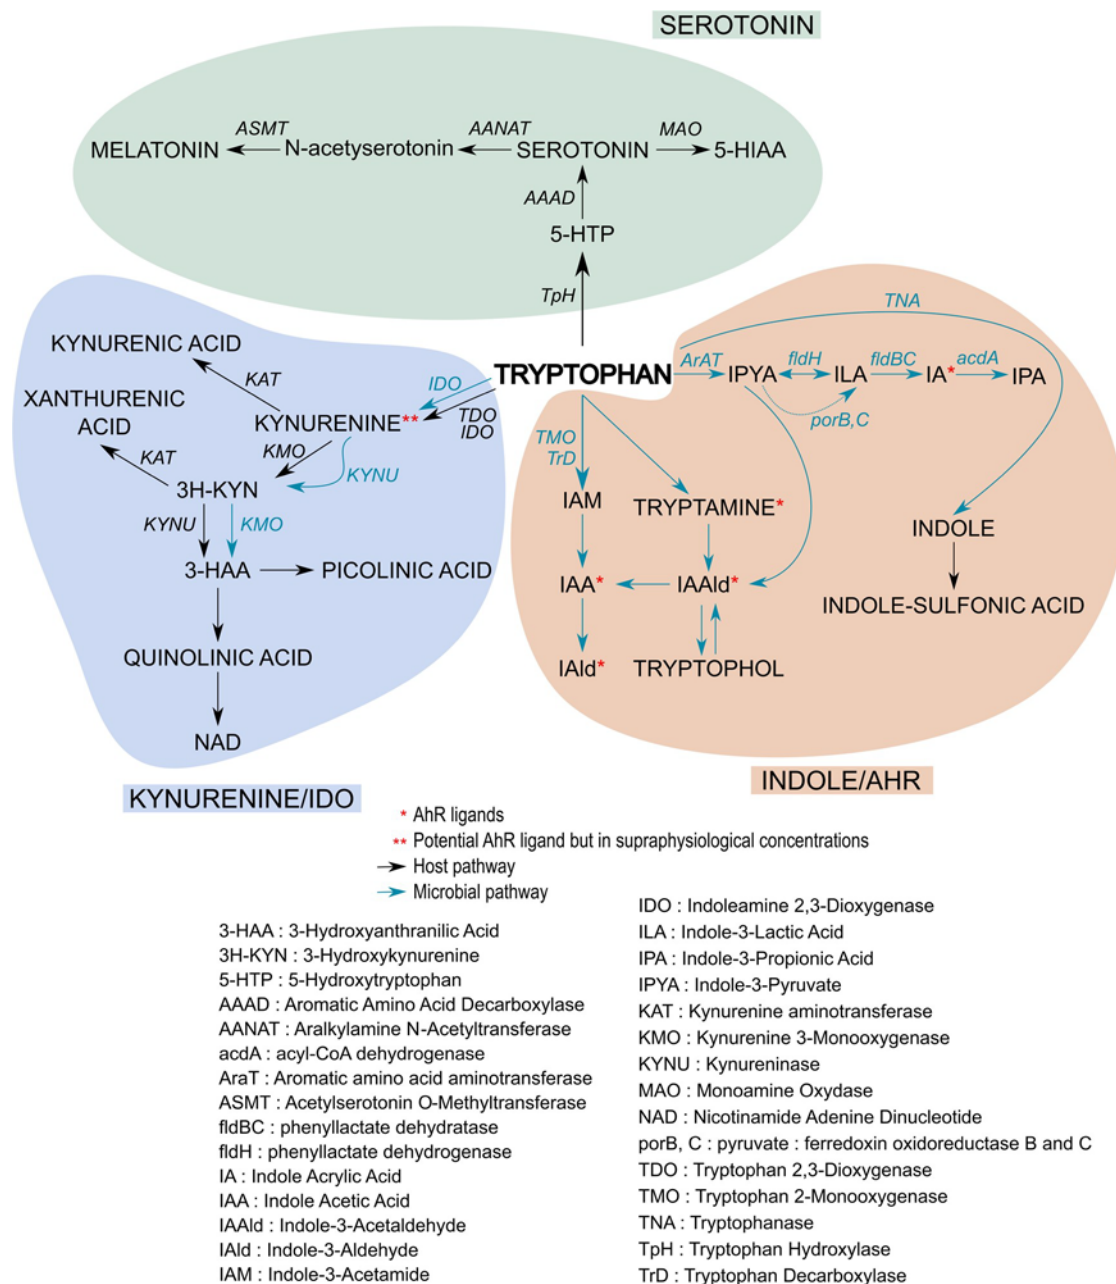 SEROTONIN
ASMT
AANAT
MAO
MELATONIN
N-acetyserotonin
SEROTONIN
5-HIAA
AAAD
5-HTP
TpH
TNA
KYNURENIC ACID
TRYPTOPHAN
ArAT
IPYA
fldH
ILA
fldBC
IA*
acdA
IPA
porB,C
KAT
IDO
XANTHURENIC
ACID
KYNURENINE**
TDO
IDO
KMO
KAT
KYNU
TMO
TrD
3H-KYN
IAM
TRYPTAMINE*
KYNU
KMO
INDOLE
3-HAA
PICOLINIC ACID
IAA*
IAAld*
INDOLE-SULFONIC ACID
QUINOLINIC ACID
IAld*
TRYPTOPHOL
NAD
KYNURENINE/IDO
INDOLE/AHR
* AhR ligands
** Potential AhR ligand but in supraphysiological concentrations
Host pathway
Microbial pathway
3-HAA : 3-Hydroxyanthranilic Acid
3H-KYN : 3-Hydroxykynurenine
5-HTP : 5-Hydroxytryptophan
AAAD : Aromatic Amino Acid Decarboxylase
AANAT : Aralkylamine N-Acetyltransferase
acdA : acyl-CoA dehydrogenase
AraT : Aromatic amino acid aminotransferase
ASMT : Acetylserotonin O-Methyltransferase
fldBC : phenyllactate dehydratase
fldH : phenyllactate dehydrogenase
IA : Indole Acrylic Acid
IAA : Indole Acetic Acid
IAAld : Indole-3-Acetaldehyde
IAld : Indole-3-Aldehyde
IAM : Indole-3-Acetamide
IDO : Indoleamine 2,3-Dioxygenase
ILA : Indole-3-Lactic Acid
IPA : Indole-3-Propionic Acid
IPYA : Indole-3-Pyruvate
KAT : Kynurenine aminotransferase
KMO : Kynurenine 3-Monooxygenase
KYNU : Kynureninase
MAO : Monoamine Oxydase
NAD : Nicotinamide Adenine Dinucleotide
porB, C : pyruvate : ferredoxin oxidoreductase B and C
TDO : Tryptophan 2,3-Dioxygenase
TMO : Tryptophan 2-Monooxygenase
TNA : Tryptophanase
TpH : Tryptophan Hydroxylase
TrD : Tryptophan Decarboxylase